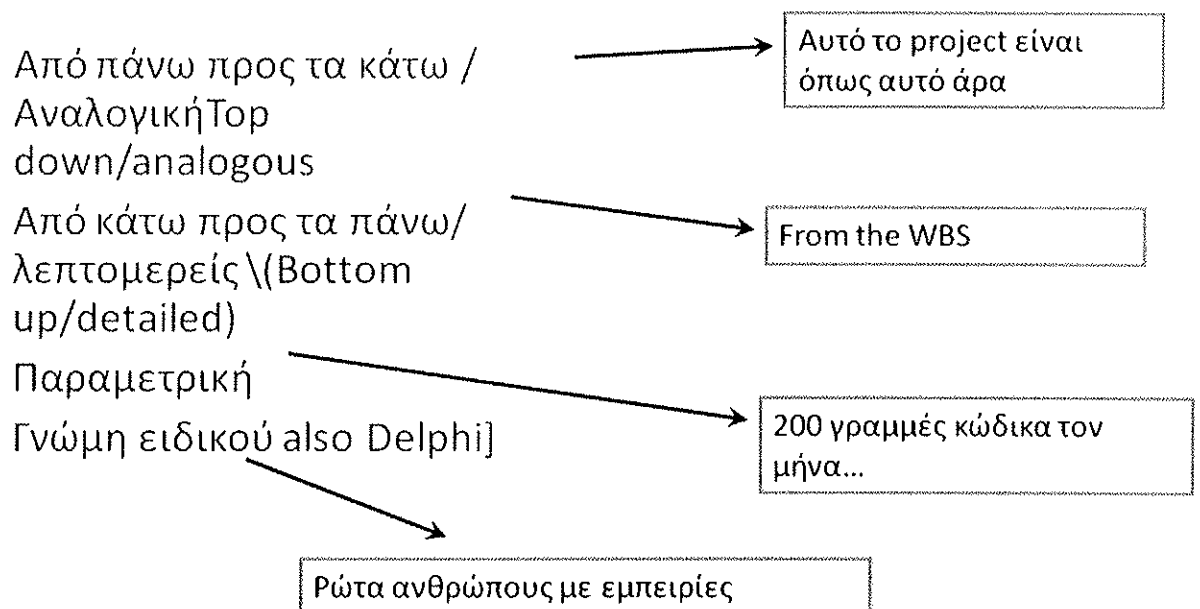 Από πάνω προς τα κάτω /
ΑναλογικήTop
down/analogous
Από κάτω προς τα πάνω/
λεπτομερείς \(Bottom
up/detailed)
Παραμετρική
Γνώμη ειδικού also Delphi]
Αυτό το project είναι
όπως αυτό άρα
From the WBS
200 γραμμές κώδικα τον
μήνα...
Ρώτα ανθρώπους με εμπειρίες